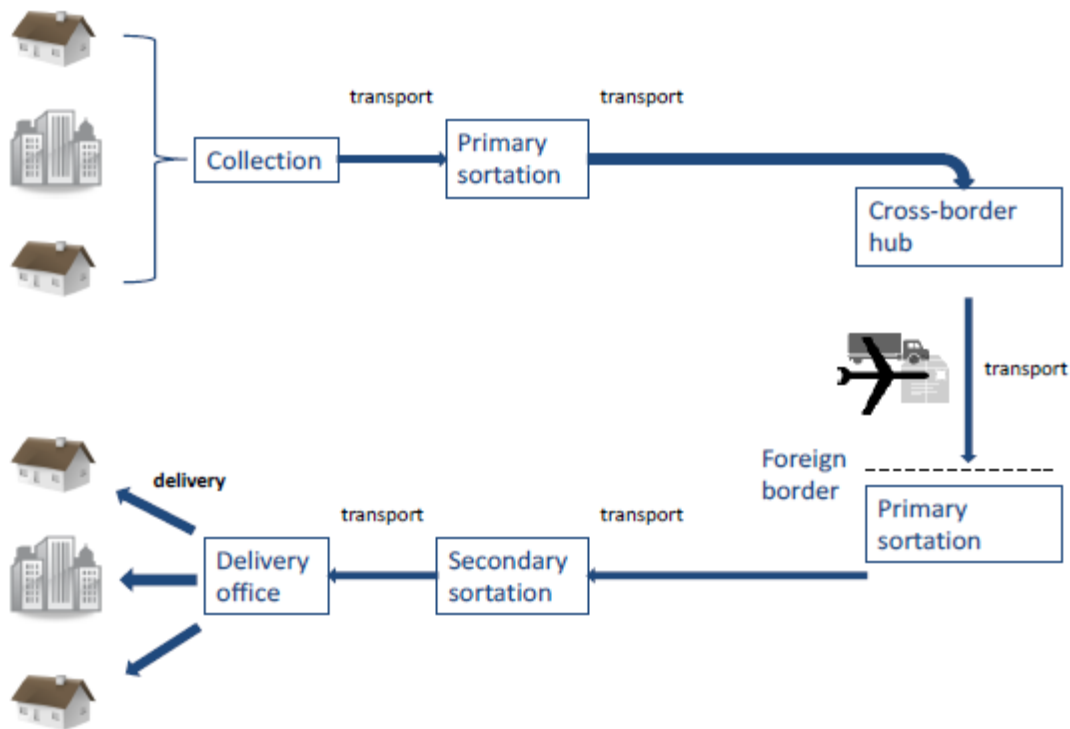 transport
transport
Collection
Primary
sortation
Cross-border
hub
transport
Foreign
border
Primary
sortation
delivery
transport
transport
Delivery
office
Secondary
sortation